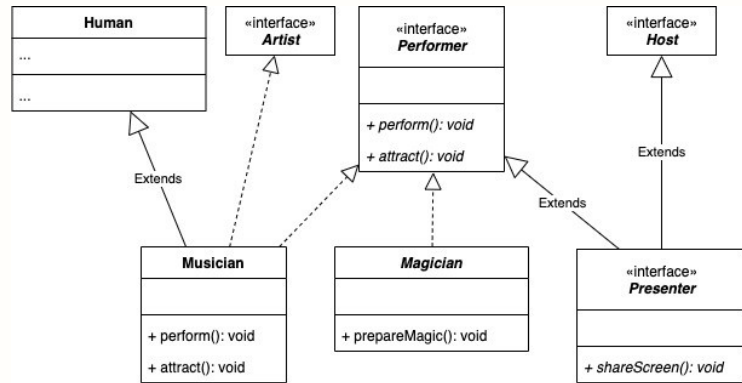 Human
...
...
«interface»
Artist
«interface»
Performer
+ perform(): void
+ attract(): void
«interface»
Host
Extends
Extends
Extends
Musician
+ perform(): void
+ attract(): void
Magician
+ prepareMagic(): void
«interface»
Presenter
+ shareScreen(): void